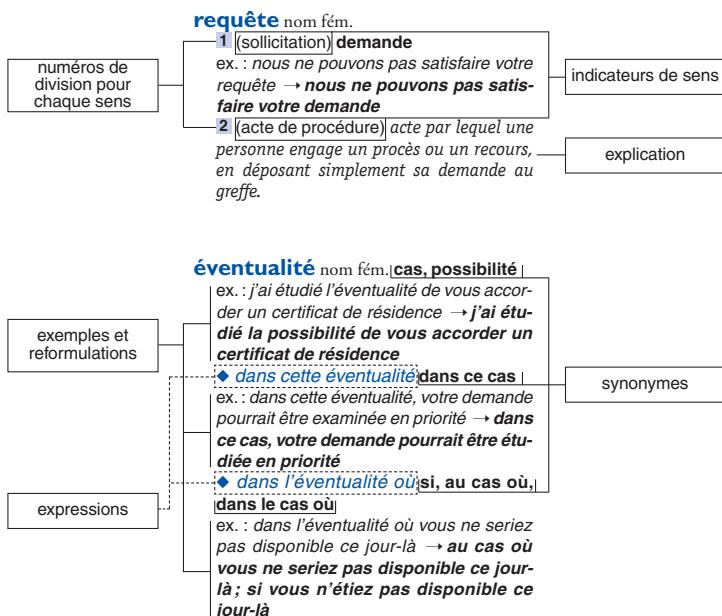 requête nom fém.
1 (sollicitation) demande
ex. : nous ne pouvons pas satisfaire votre
requête → nous ne pouvons pas satis-
faire votre demande
2 (acte de procédure) acte par lequel une
personne engage un procès ou un recours,
en déposant simplement sa demande au
greffe.
numéros de
division pour
chaque sens
indicateurs de sens
explication
éventualité nom fém. cas, possibilité
ex. : j'ai étudié l'éventualité de vous accor-
der un certificat de résidence → j'ai étu-
dié la possibilité de vous accorder un
certificat de résidence
◆ dans cette éventualité dans ce cas
ex. : dans cette éventualité, votre demande
pourrait être examinée en priorité → dans
ce cas, votre demande pourrait être étu-
diée en priorité
◆ dans l'éventualité où si, au cas où,
dans le cas où
ex. : dans l'éventualité où vous ne seriez
pas disponible ce jour-là → au cas où
vous ne seriez pas disponible ce jour-
là ; si vous n'étiez pas disponible ce
jour-là
exemples et
reformulations
expressions
synonymes